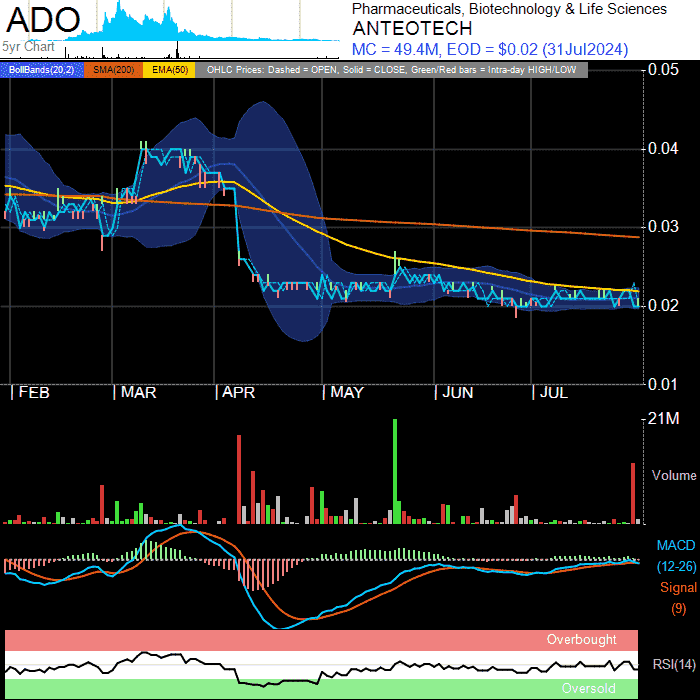 ADO
5yr Chart
Pharmaceuticals, Biotechnology & Life Sciences
ANTEOTECH
MC = 49.4M, EOD = $0.02 (31Jul2024)
BollBands(20,2) SMA(200) EMA(50) OHLC Prices: Dashed = OPEN, Solid = CLOSE, Green/Red bars = Intra-day HIGH/LOW
0.05
0.04
0.03
0.02
0.01
FEB MAR APR MAY JUN JUL
21M
Volume
MACD
(12-26)
Signal
(9)
Overbought
RSI(14)
Oversold